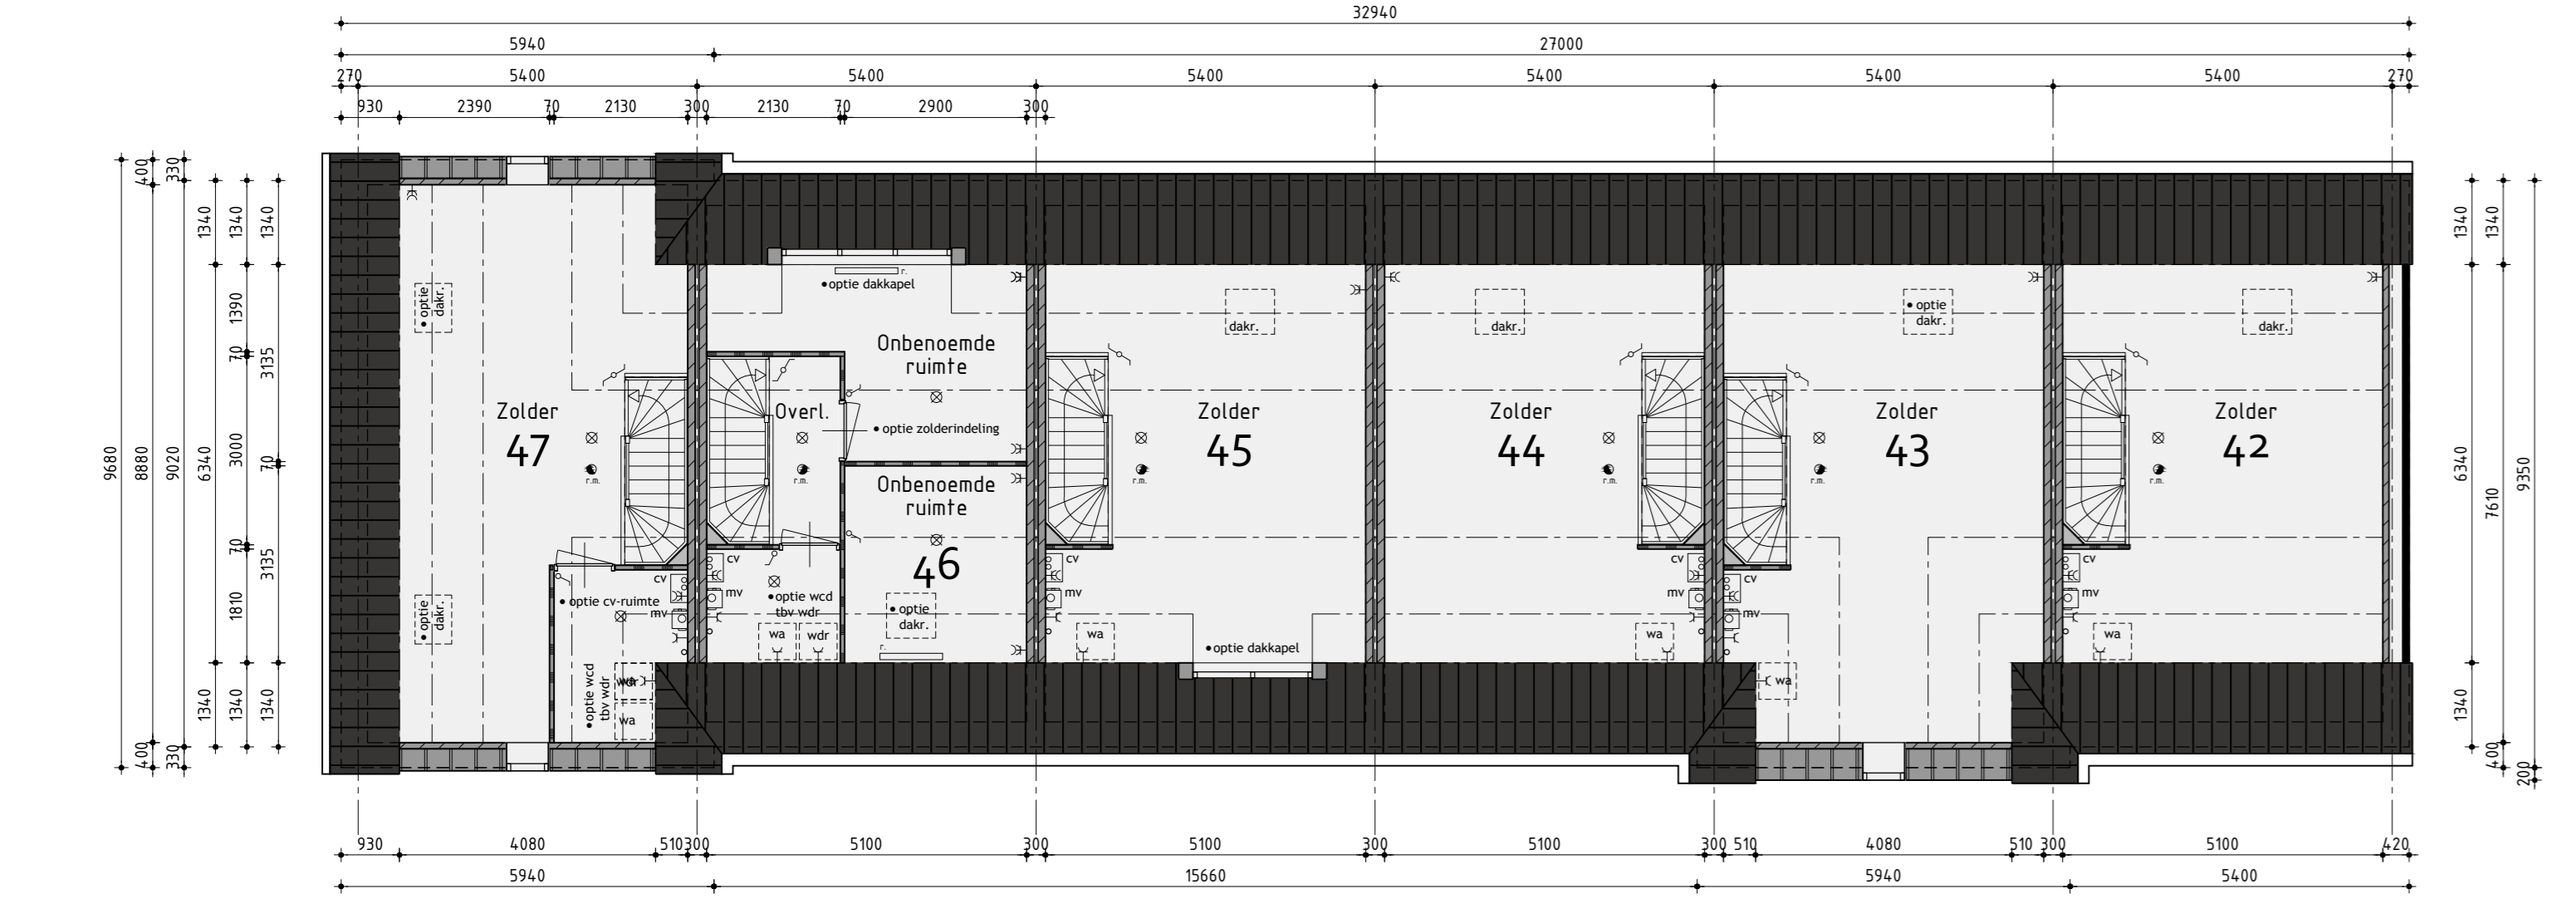 32940
5940 27000
270 5400 5400 5400 5400 5400 5400 270
930 2390 70 2130 300 2130 70 2900 300
9680
400 8880 400
330 9020 330
1340 6340 1340
1340 1390 70 3000 70 1810 1340
1340 3135 70 3135 1340
1340 6340 1340
1340 7610 400
9350 200
• optie
dakr.
Zolder
47
r.m.
• optie
dakr.
• optie cv-ruimte
cv
mv
•optie wcd
tbv wdr
wdr
wa
wa
r.
•optie dakkapel
Onbenoemde
ruimte
Overl.
• optie zolderindeling
r.m.
Onbenoemde
ruimte
46
cv
mv
•optie wcd
tbv wdr
wa wdr
• optie
dakr.
r.
dakr.
Zolder
45
r.m.
cv
mv
wa
•optie dakkapel
dakr.
Zolder
44
r.m.
cv
mv
wa
• optie
dakr.
Zolder
43
r.m.
cv
mv
wa
dakr.
Zolder
42
r.m.
cv
mv
wa
930 4080 510 300 5100 300 5100 300 5100 300 510 4080 510 300 5100 420
5940 15660 5940 5400